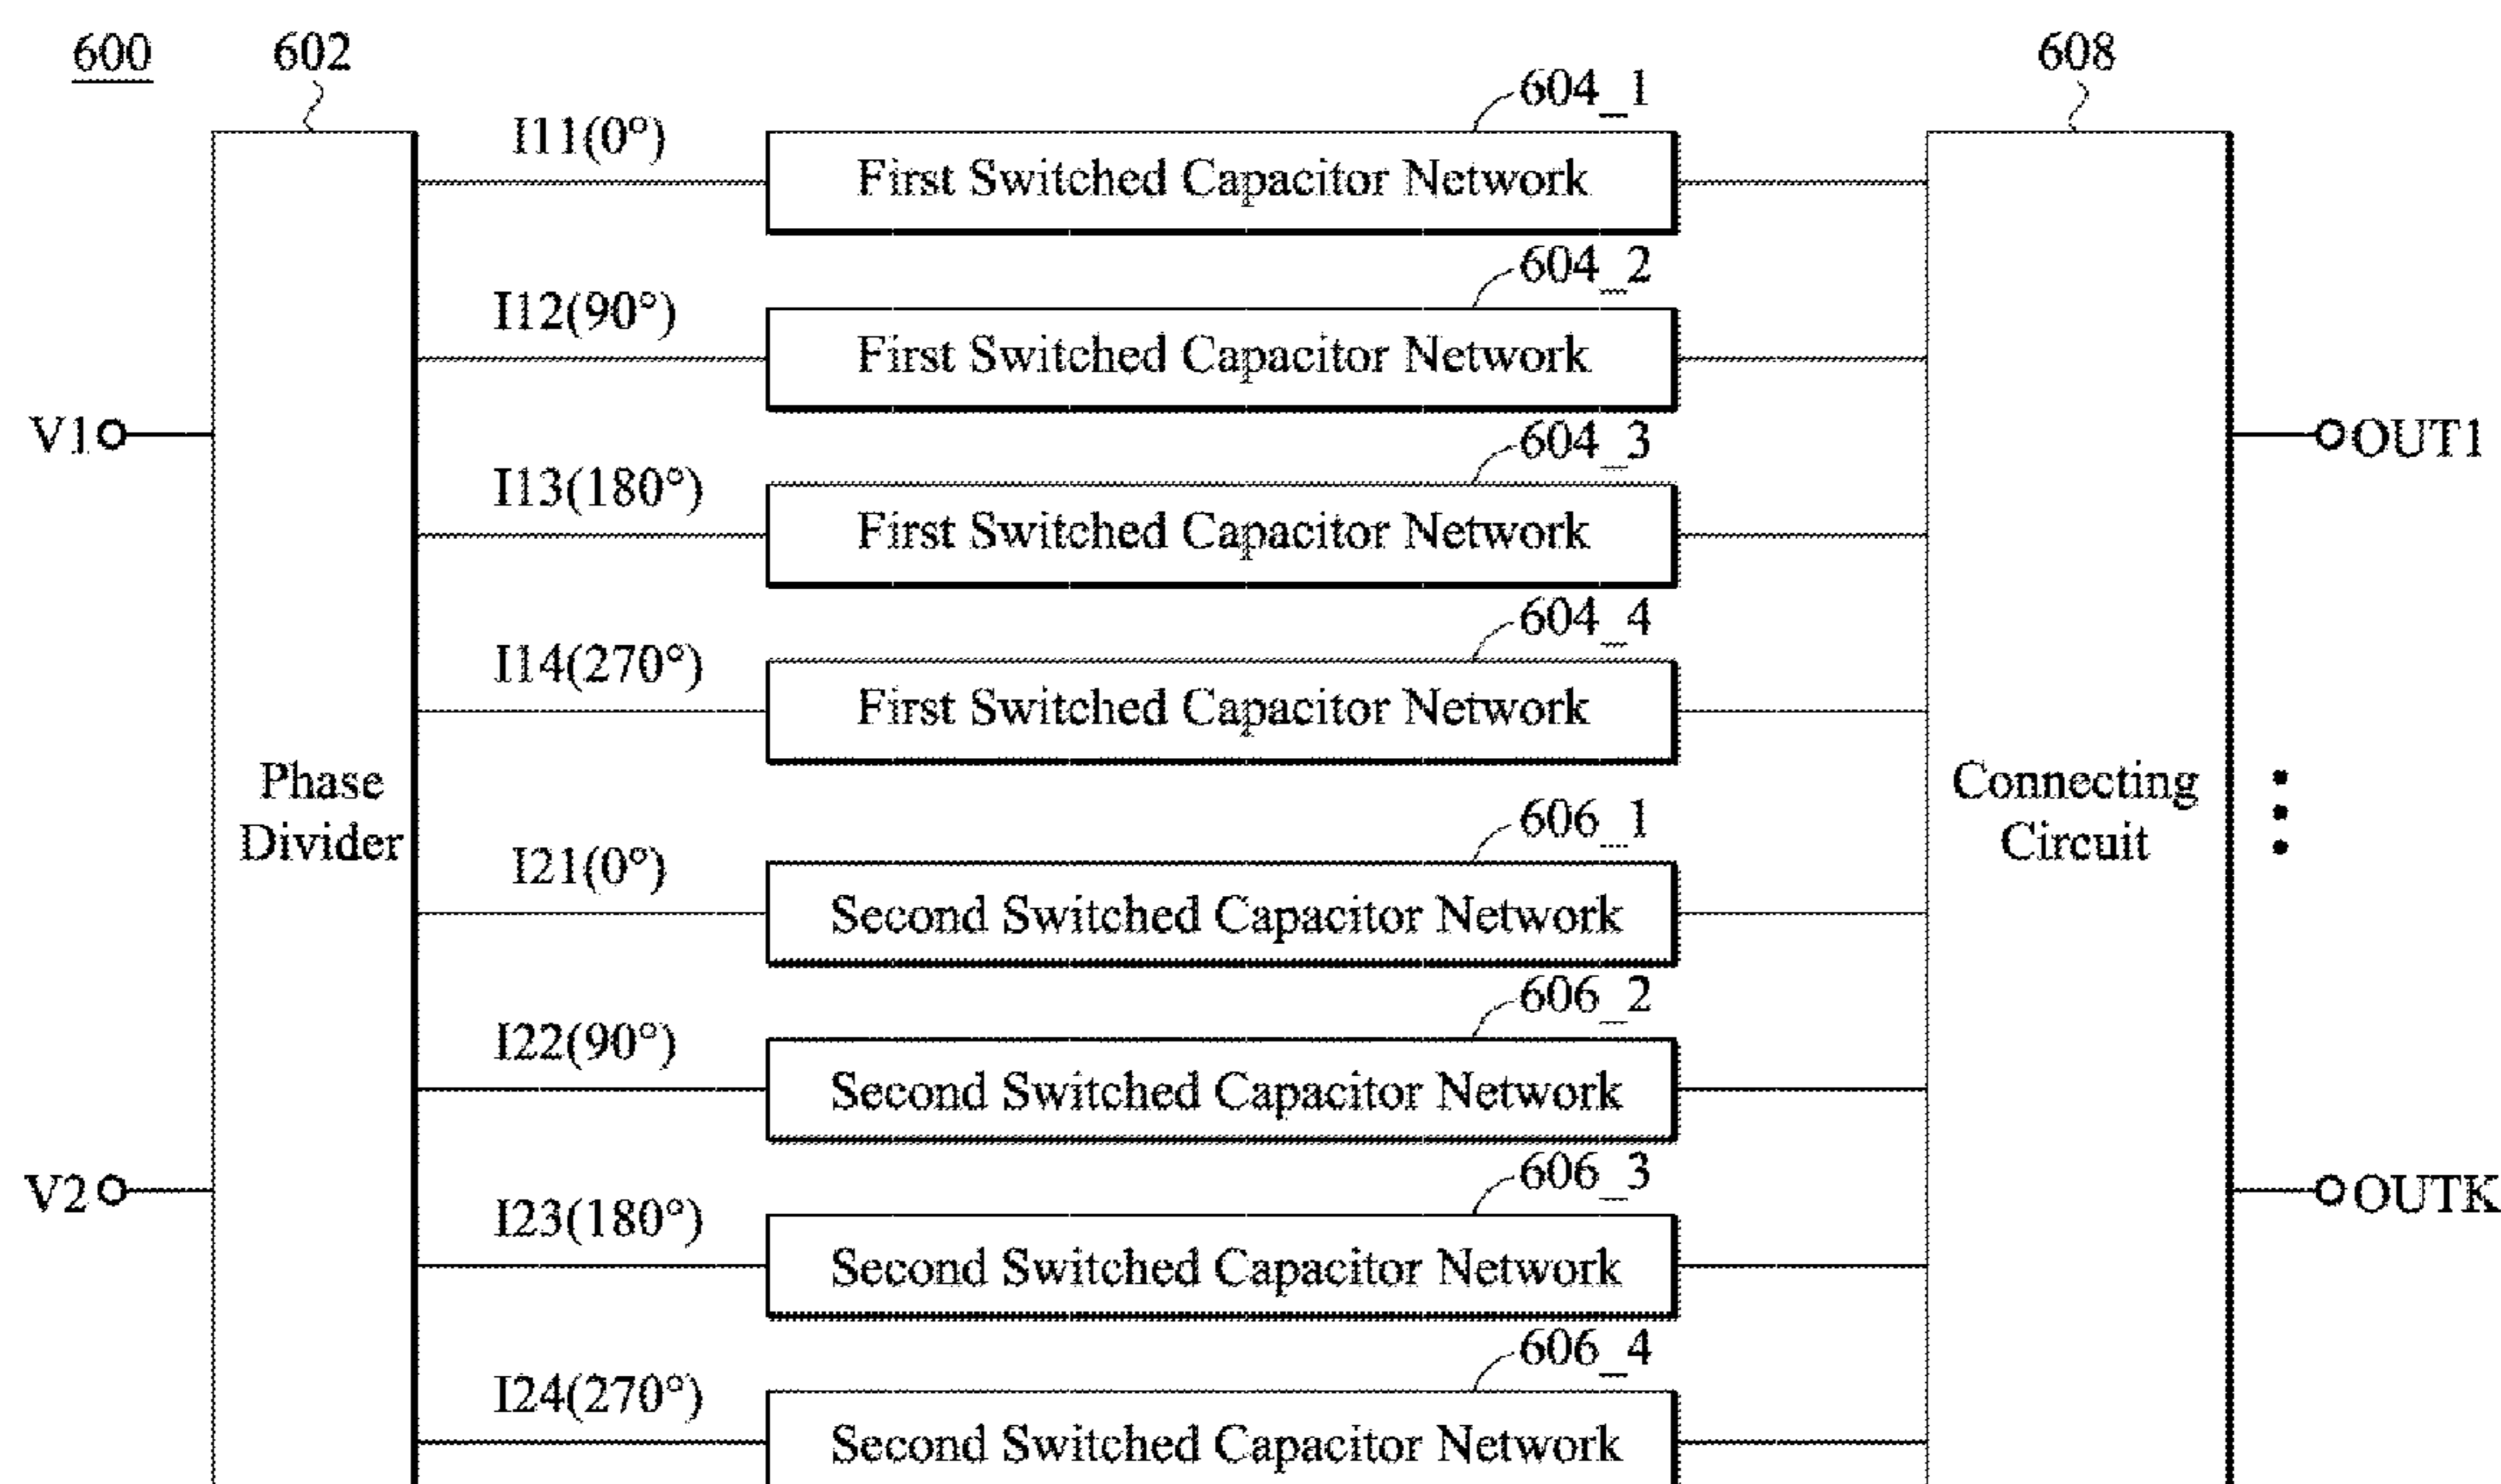 600
602
608
604_1
I11(0°)
First Switched Capacitor Network
604_2
I12(90°)
First Switched Capacitor Network
V1
OUT1
604_3
I13(180°)
First Switched Capacitor Network
604_4
I14(270°)
First Switched Capacitor Network
Phase
Divider
Connecting
Circuit
606_1
I21(0°)
Second Switched Capacitor Network
606_2
I22(90°)
Second Switched Capacitor Network
V2
OUTK
606_3
I23(180°)
Second Switched Capacitor Network
606_4
I24(270°)
Second Switched Capacitor Network